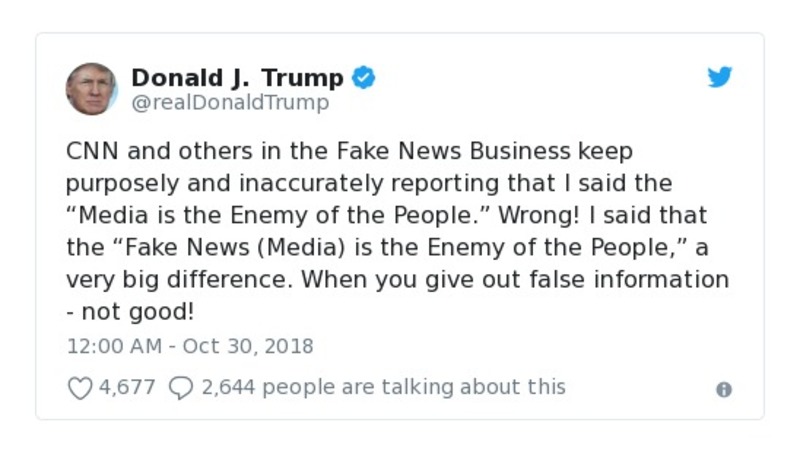 Donald J. Trump
@realDonaldTrump
CNN and others in the Fake News Business keep
purposely and inaccurately reporting that I said the
“Media is the Enemy of the People.” Wrong! I said that
the “Fake News (Media) is the Enemy of the People,” a
very big difference. When you give out false information
- not good!
12:00 AM - Oct 30, 2018
4,677 2,644 people are talking about this